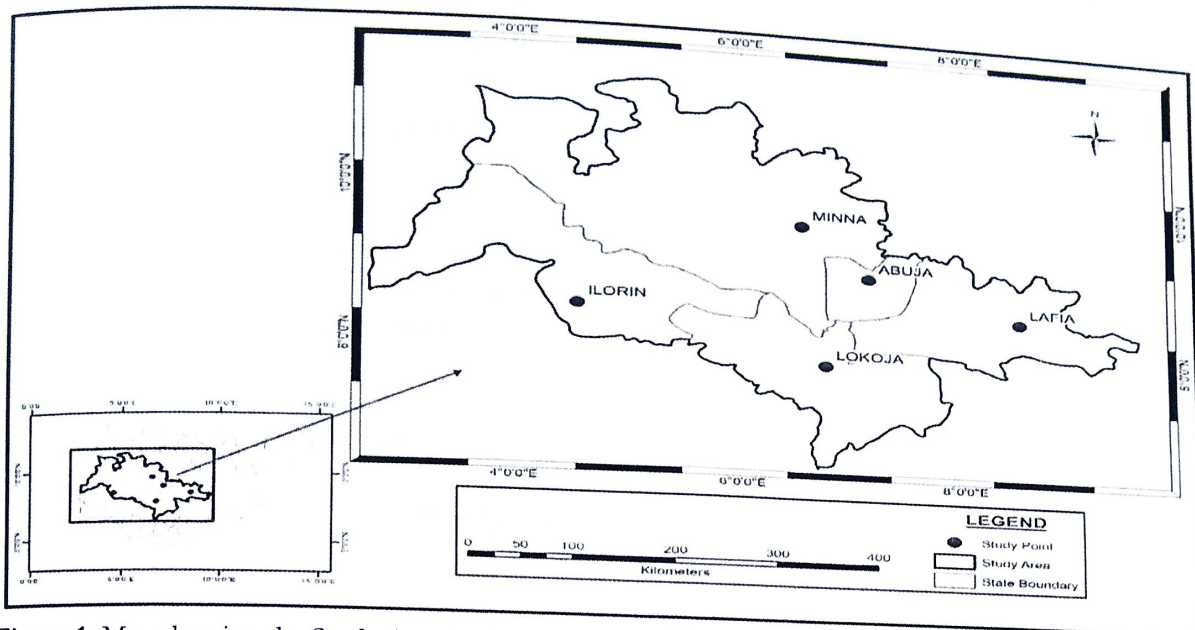 4°0'0"E 6°0'0"E 8°0'0"E
N
10°0'0"N 10°0'0"N
MINNA
ABUJA
ILORIN
LAFIA
8°0'0"N 8°0'0"N
LOKOJA
4°0'0"E 6°0'0"E 8°0'0"E
LEGEND
Study Point
Study Area
State Boundary
0 50 100 200 300 400
Kilometers